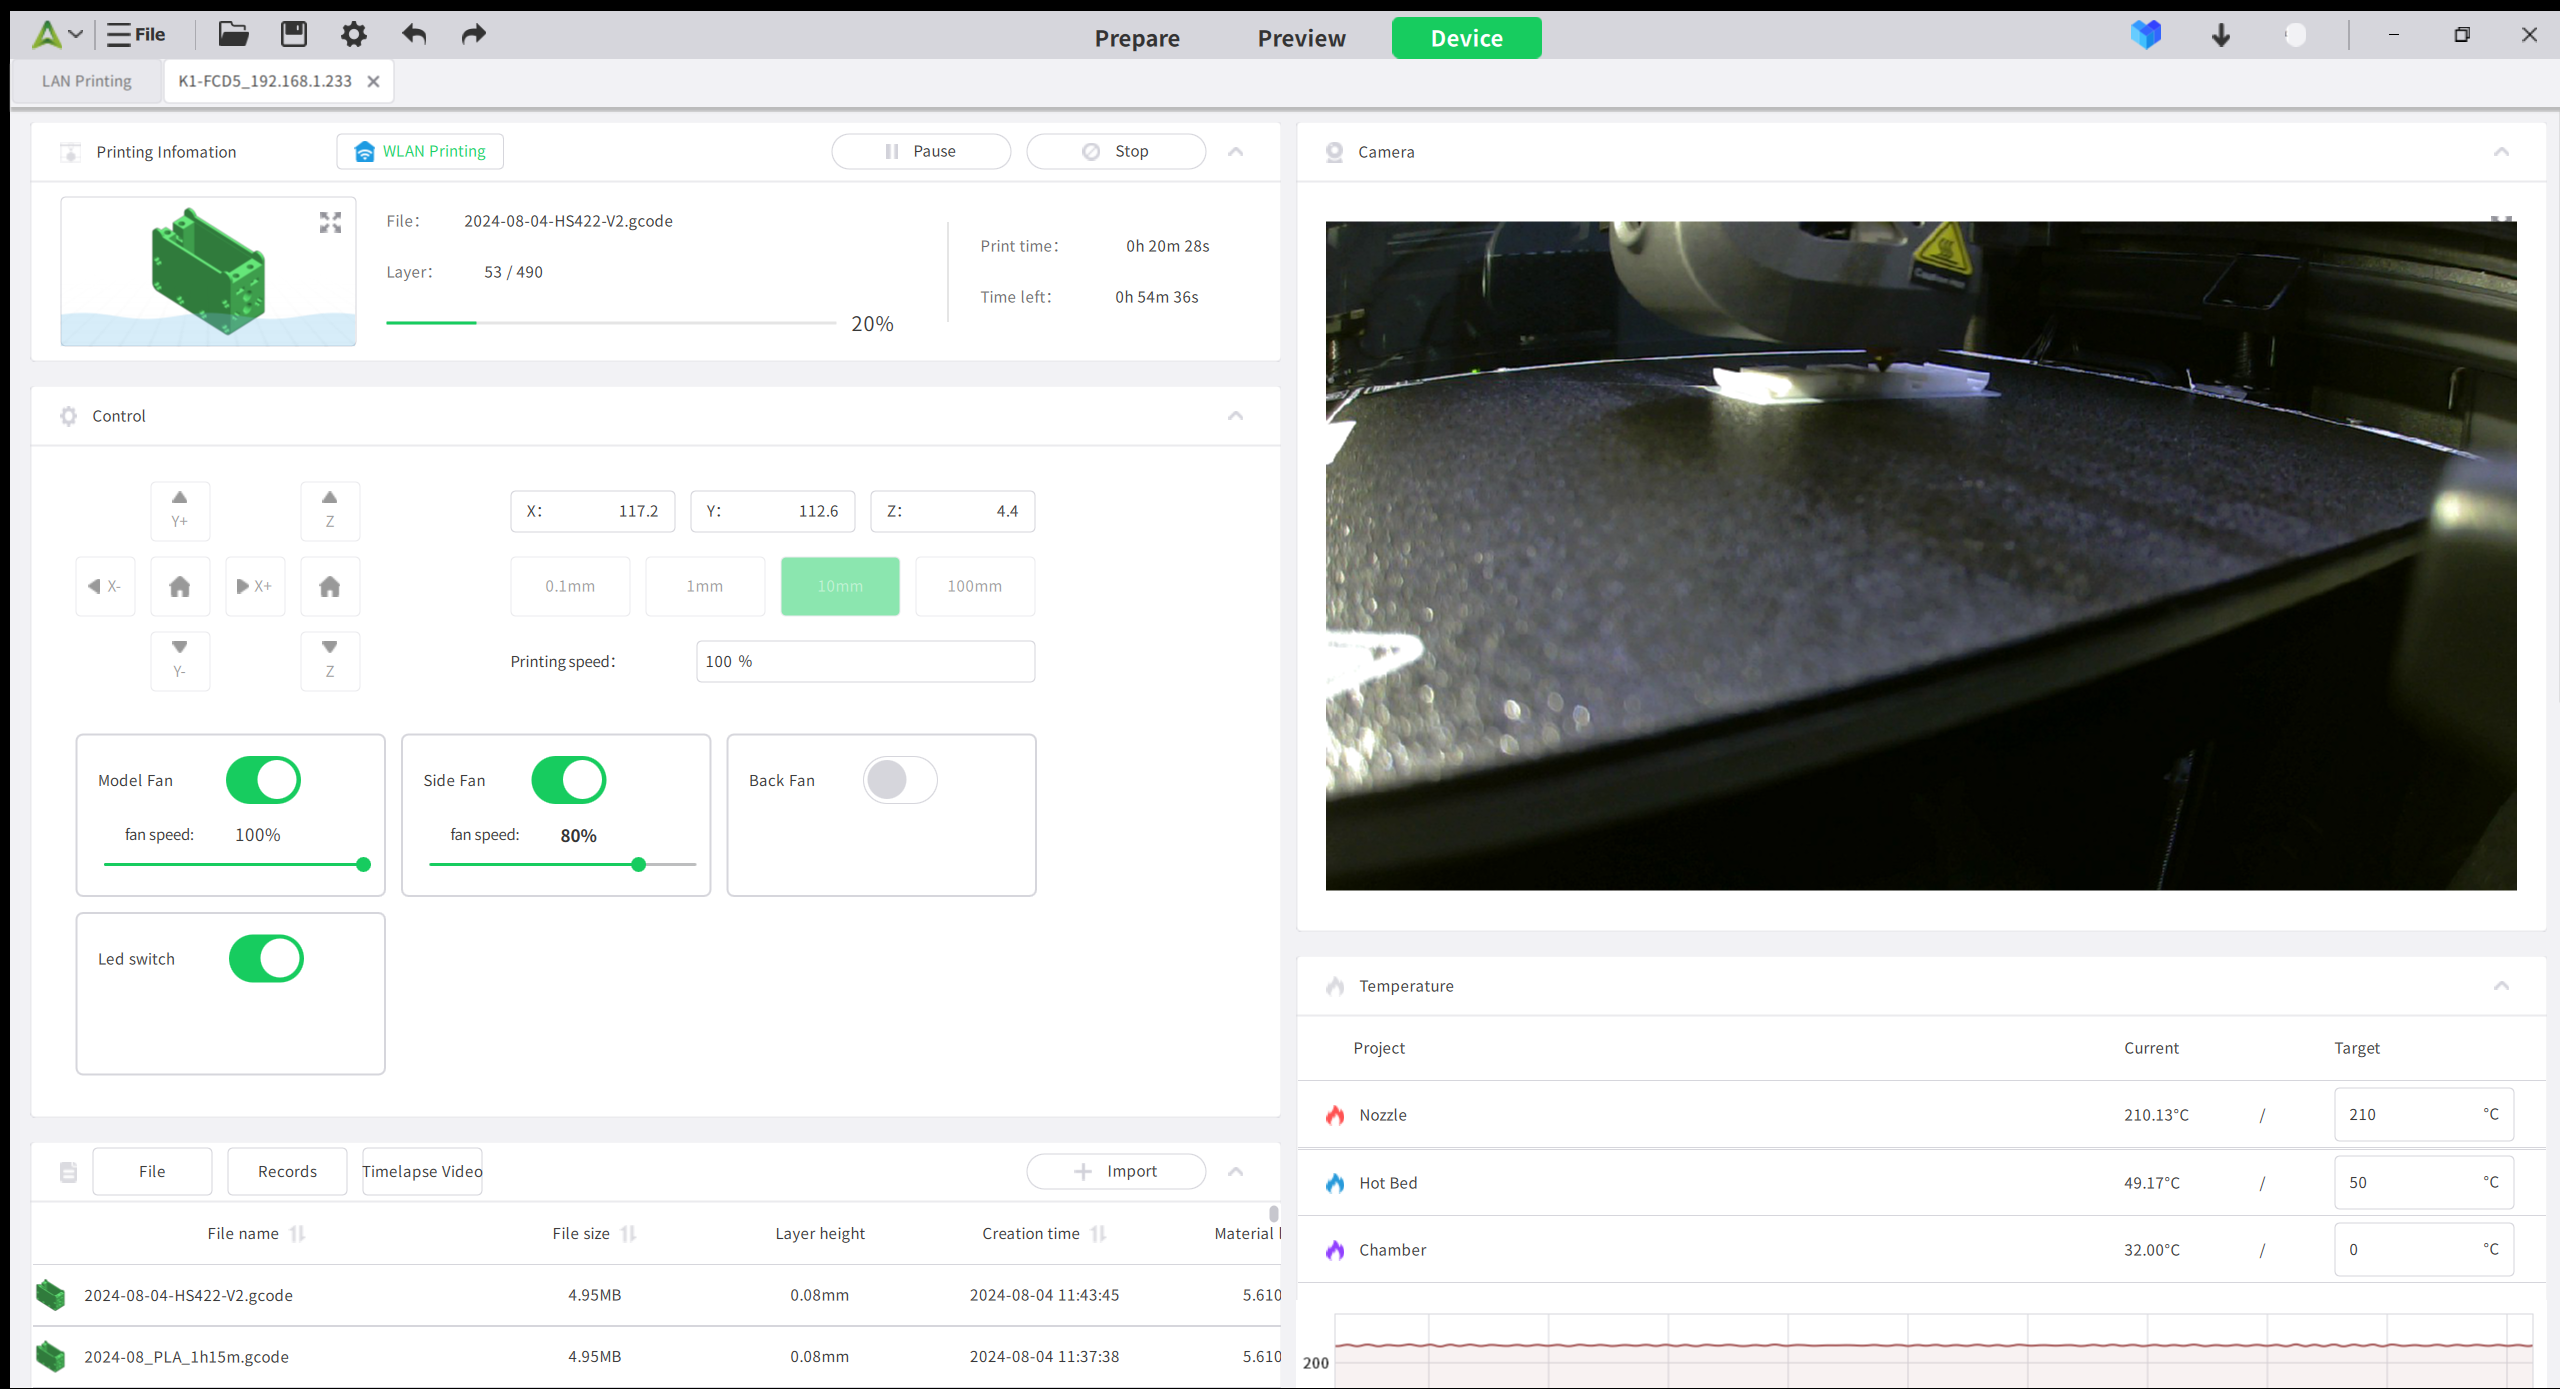 File
Prepare
Preview
Device
LAN Printing
K1-FCD5_192.168.1.233
Printing Infomation
WLAN Printing
Pause
Stop
File: 2024-08-04-HS422-V2.gcode
Layer: 53 / 490
20%
Print time: 0h 20m 28s
Time left: 0h 54m 36s
Control
Y+
Z
X-
X+
Y-
Z
X: 117.2
Y: 112.6
Z: 4.4
0.1mm
1mm
10mm
100mm
Printing speed: 100 %
Model Fan
fan speed: 100%
Side Fan
fan speed: 80%
Back Fan
Led switch
File
Records
Timelapse Video
Import
File name File size Layer height Creation time Material
2024-08-04-HS422-V2.gcode 4.95MB 0.08mm 2024-08-04 11:43:45 5.610
2024-08_PLA_1h15m.gcode 4.95MB 0.08mm 2024-08-04 11:37:38 5.610
Camera
Temperature
Project Current Target
Nozzle 210.13°C / 210 °C
Hot Bed 49.17°C / 50 °C
Chamber 32.00°C / 0 °C
200